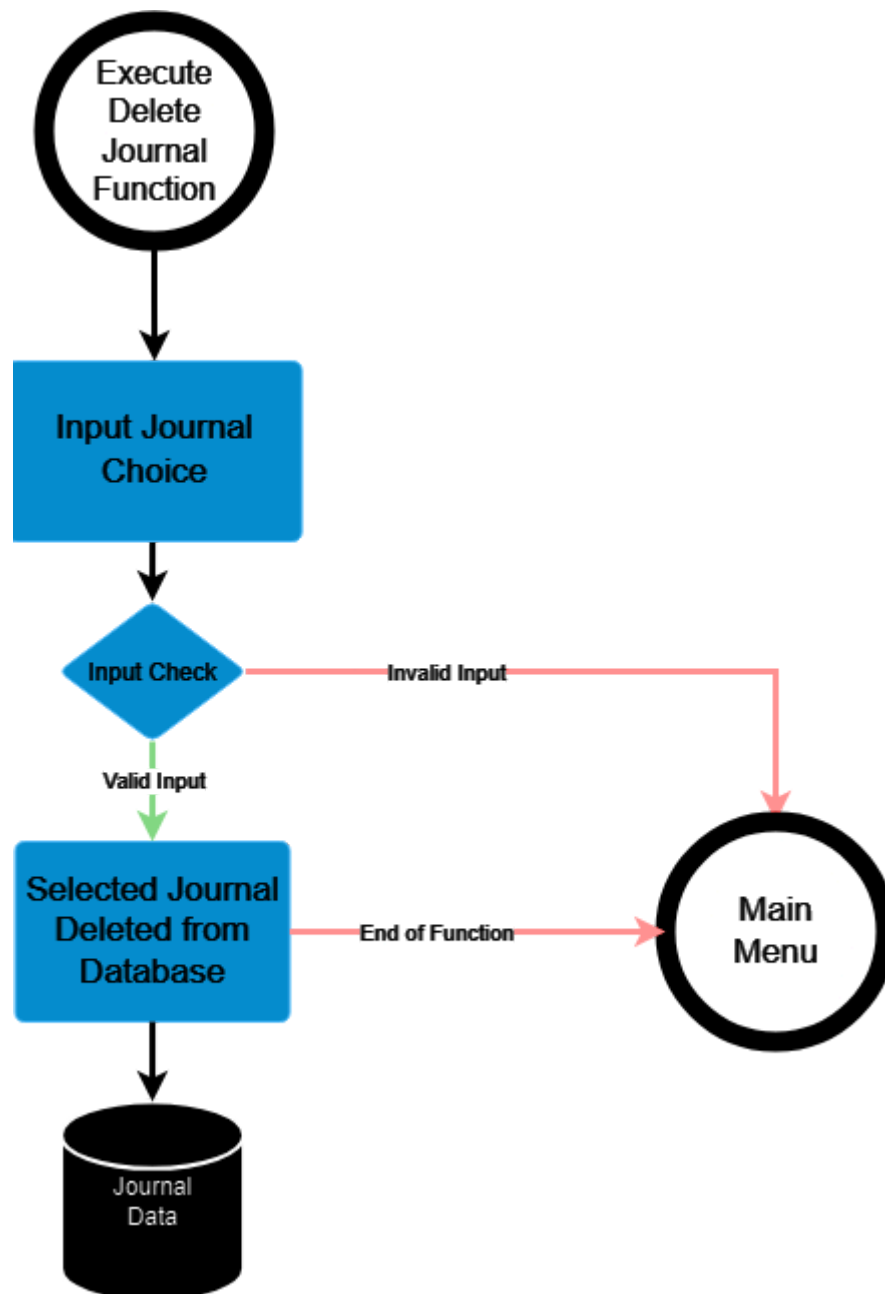 Execute
Delete
Journal
Function
Input Journal
Choice
Input Check
Invalid Input
Valid Input
Selected Journal
Deleted from
Database
End of Function
Main
Menu
Journal
Data